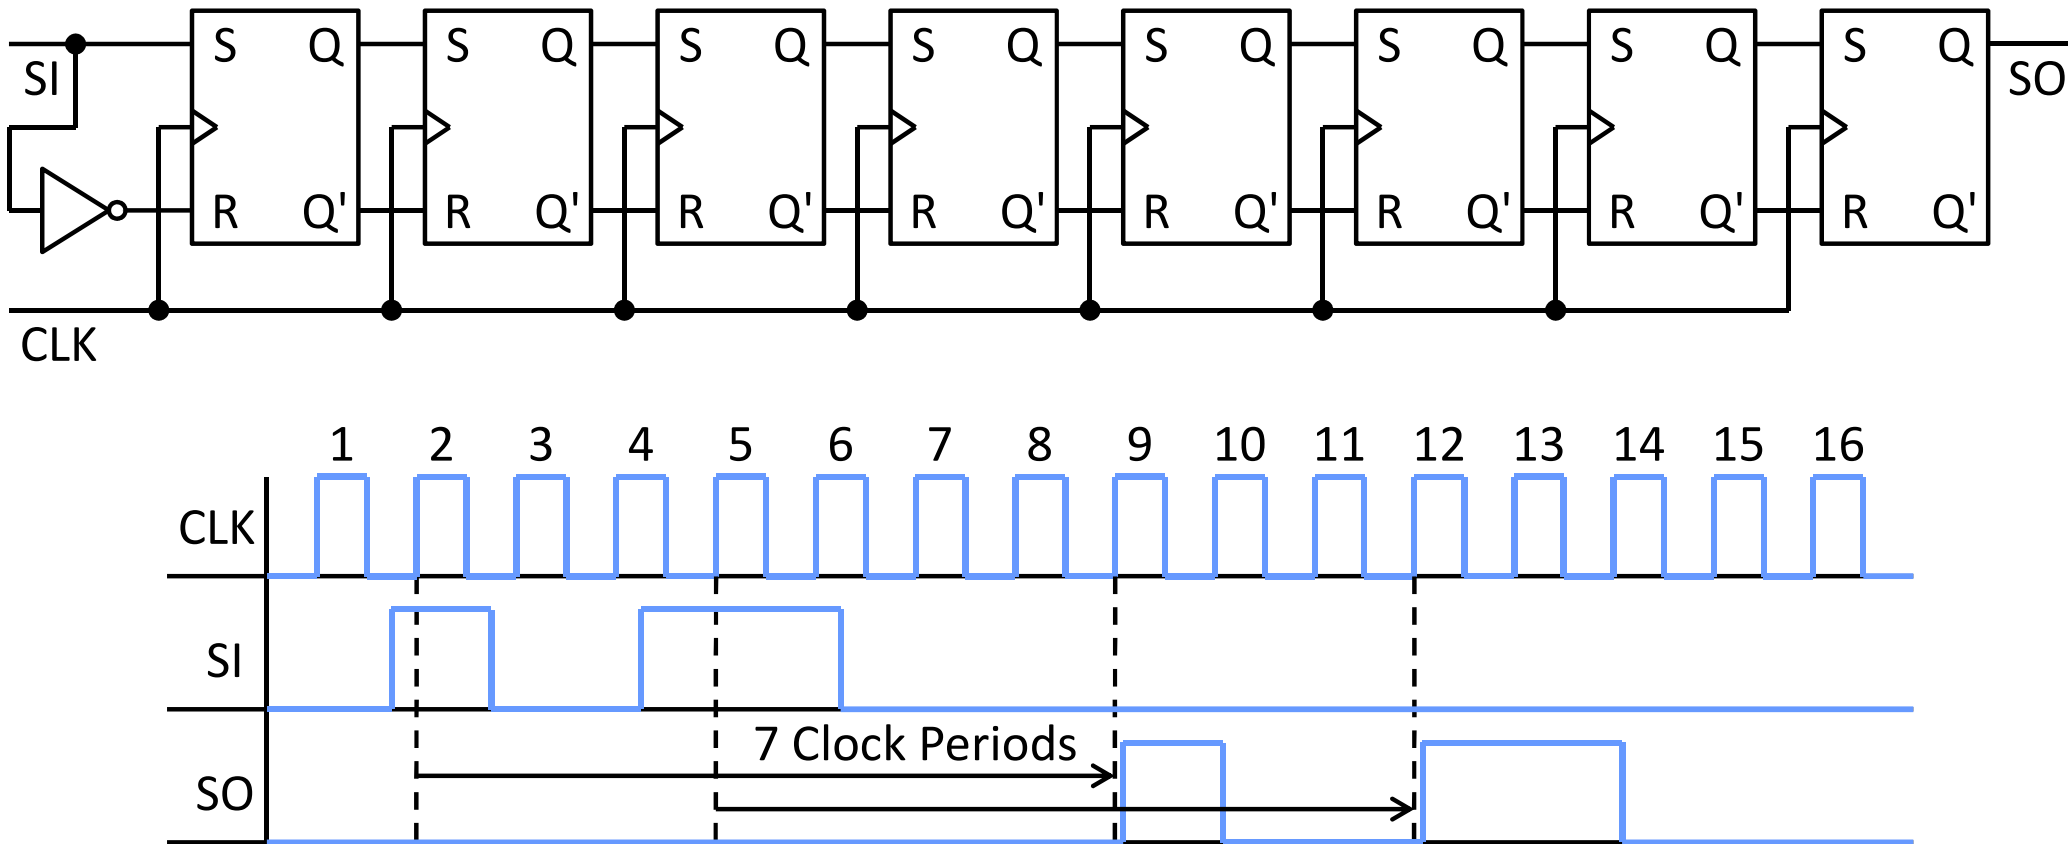 S Q S Q S Q S Q S Q S Q S Q S Q
SI SO
R Q' R Q' R Q' R Q' R Q' R Q' R Q' R Q'
CLK
1 2 3 4 5 6 7 8 9 10 11 12 13 14 15 16
CLK
SI
7 Clock Periods
SO